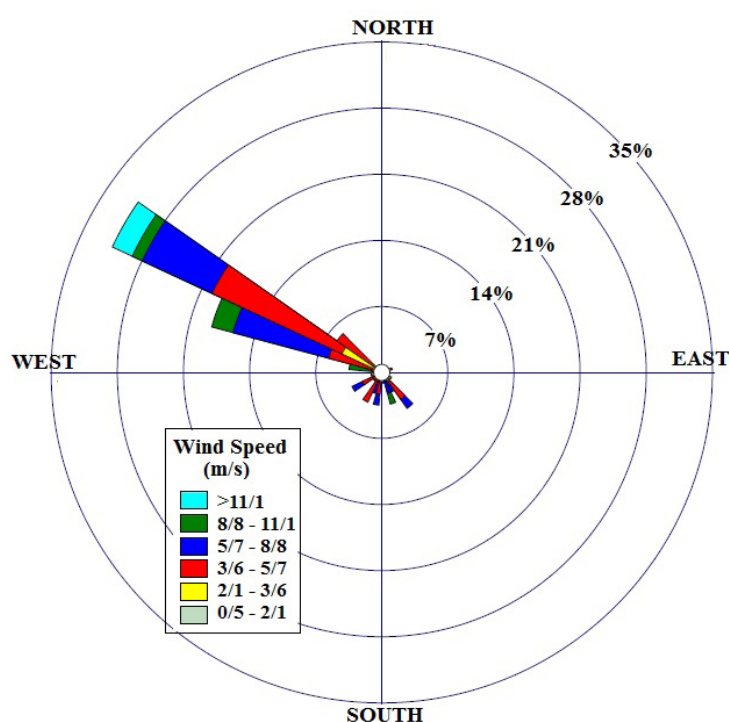 NORTH
35%
28%
21%
14%
7%
WEST
EAST
Wind Speed
(m/s)
>11/1
8/8 - 11/1
5/7 - 8/8
3/6 - 5/7
2/1 - 3/6
0/5 - 2/1
SOUTH